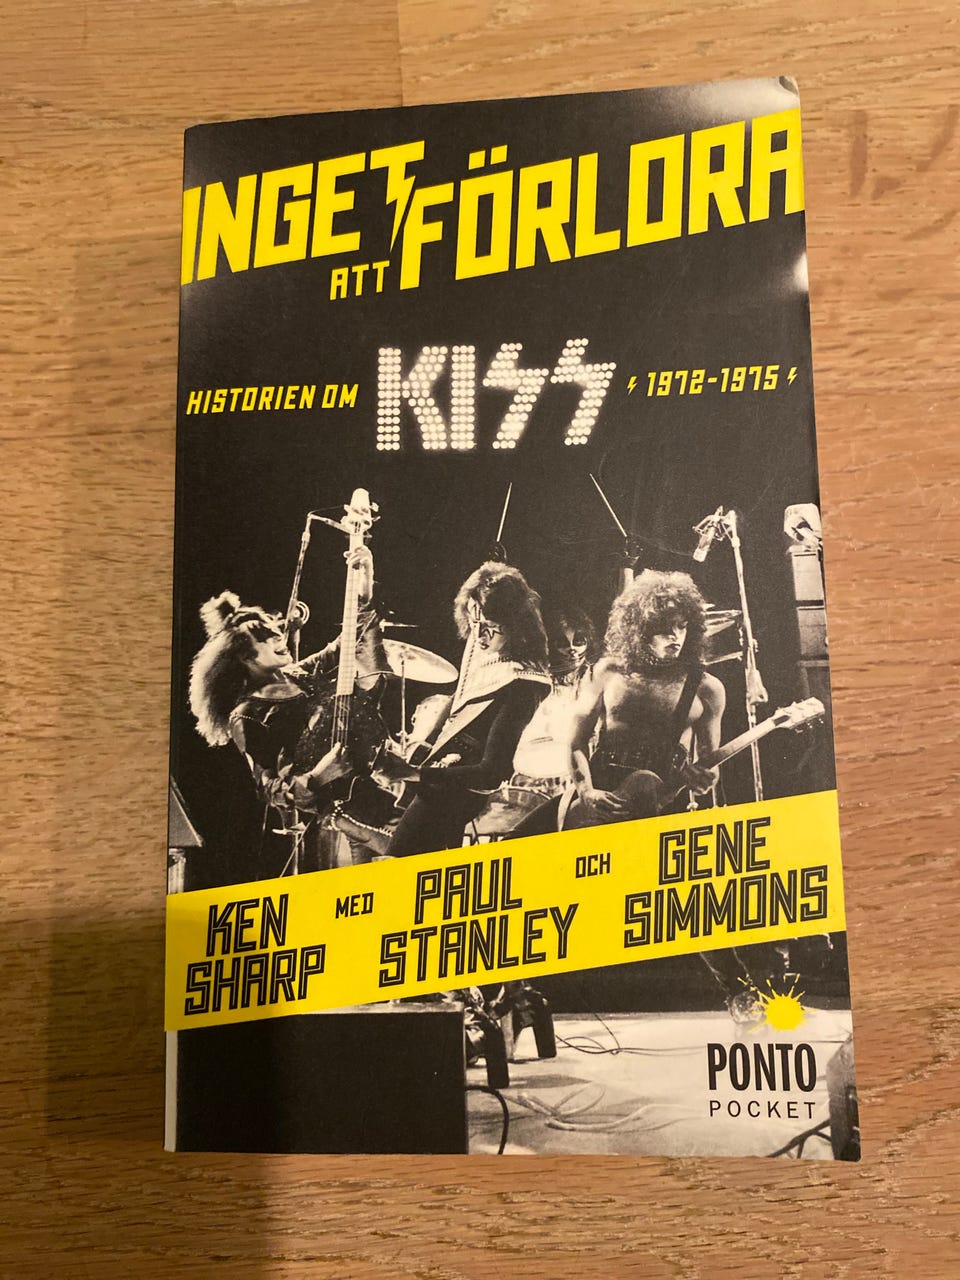 INGET FÖRLORA
ATT
HISTORIEN OM KISS 1972-1975
KEN SHARP
MED
PAUL STANLEY
OCH
GENE SIMMONS
PONTO
POCKET